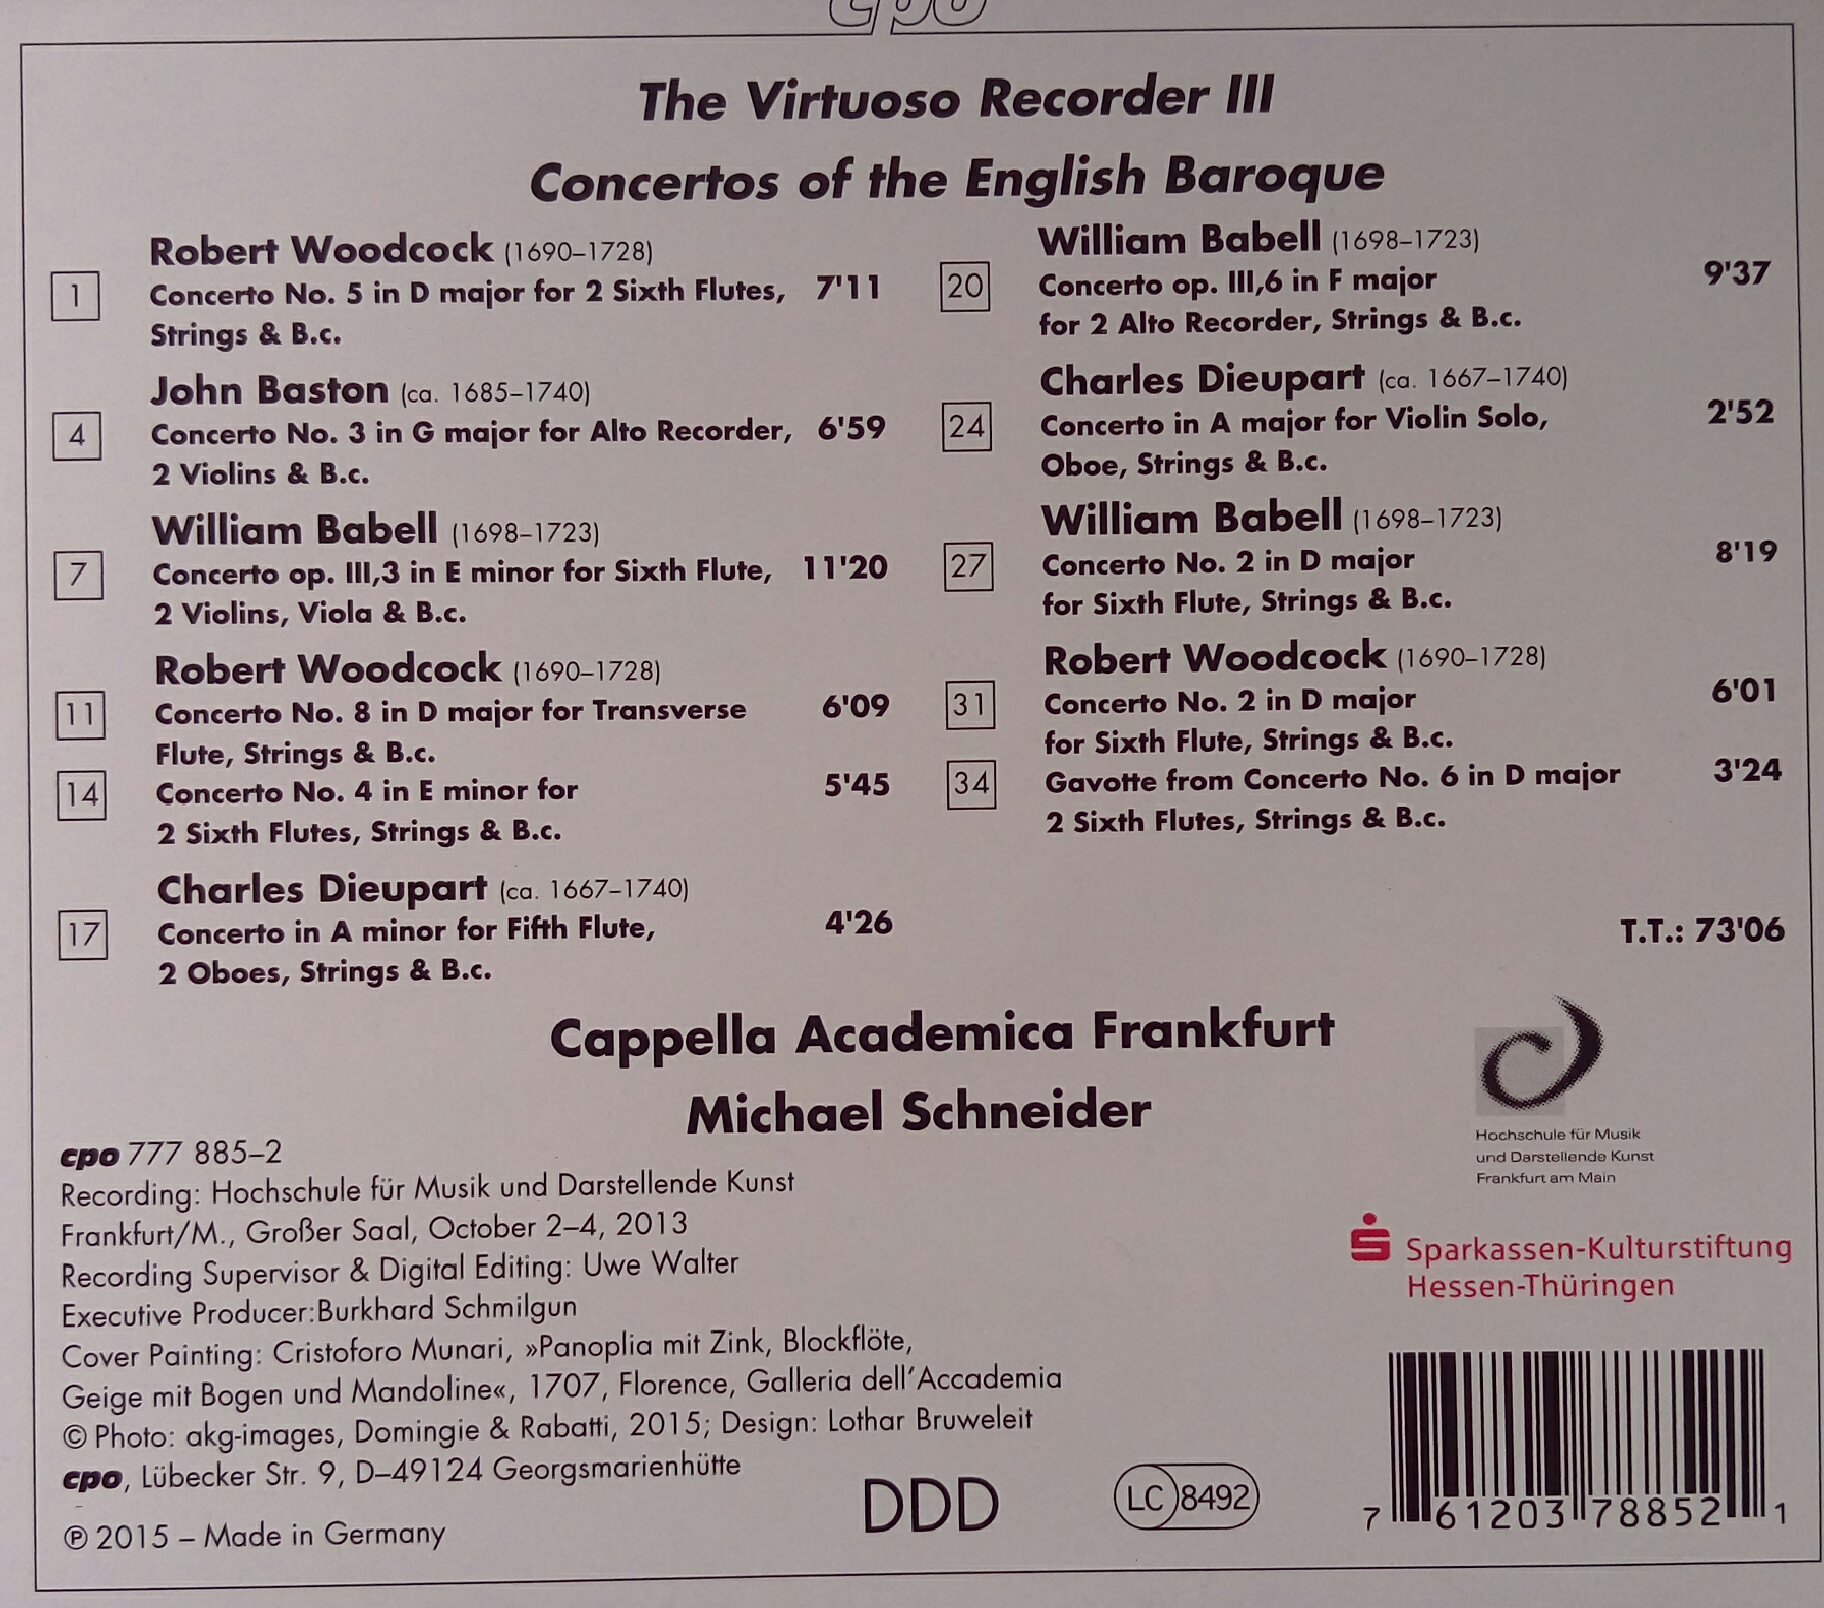 cpo
The Virtuoso Recorder III
Concertos of the English Baroque
Robert Woodcock (1690–1728)
1 Concerto No. 5 in D major for 2 Sixth Flutes, 7'11
Strings & B.c.
John Baston (ca. 1685–1740)
4 Concerto No. 3 in G major for Alto Recorder, 6'59
2 Violins & B.c.
William Babell (1698–1723)
7 Concerto op. III,3 in E minor for Sixth Flute, 11'20
2 Violins, Viola & B.c.
Robert Woodcock (1690–1728)
11 Concerto No. 8 in D major for Transverse 6'09
Flute, Strings & B.c.
14 Concerto No. 4 in E minor for 5'45
2 Sixth Flutes, Strings & B.c.
Charles Dieupart (ca. 1667–1740)
17 Concerto in A minor for Fifth Flute, 4'26
2 Oboes, Strings & B.c.
William Babell (1698–1723)
20 Concerto op. III,6 in F major 9'37
for 2 Alto Recorder, Strings & B.c.
Charles Dieupart (ca. 1667–1740)
24 Concerto in A major for Violin Solo, 2'52
Oboe, Strings & B.c.
William Babell (1698–1723)
27 Concerto No. 2 in D major 8'19
for Sixth Flute, Strings & B.c.
Robert Woodcock (1690–1728)
31 Concerto No. 2 in D major 6'01
for Sixth Flute, Strings & B.c.
34 Gavotte from Concerto No. 6 in D major 3'24
2 Sixth Flutes, Strings & B.c.
T.T.: 73'06
Cappella Academica Frankfurt
Michael Schneider
cpo 777 885–2
Recording: Hochschule für Musik und Darstellende Kunst
Frankfurt/M., Großer Saal, October 2–4, 2013
Recording Supervisor & Digital Editing: Uwe Walter
Executive Producer:Burkhard Schmilgun
Cover Painting: Cristoforo Munari, »Panoplia mit Zink, Blockflöte,
Geige mit Bogen und Mandoline«, 1707, Florence, Galleria dell'Accademia
© Photo: akg-images, Domingie & Rabatti, 2015; Design: Lothar Bruweleit
cpo, Lübecker Str. 9, D–49124 Georgsmarienhütte
℗ 2015 – Made in Germany
DDD
LC 8492
Hochschule für Musik
und Darstellende Kunst
Frankfurt am Main
Sparkassen-Kulturstiftung
Hessen-Thüringen
7 61203 78852 1